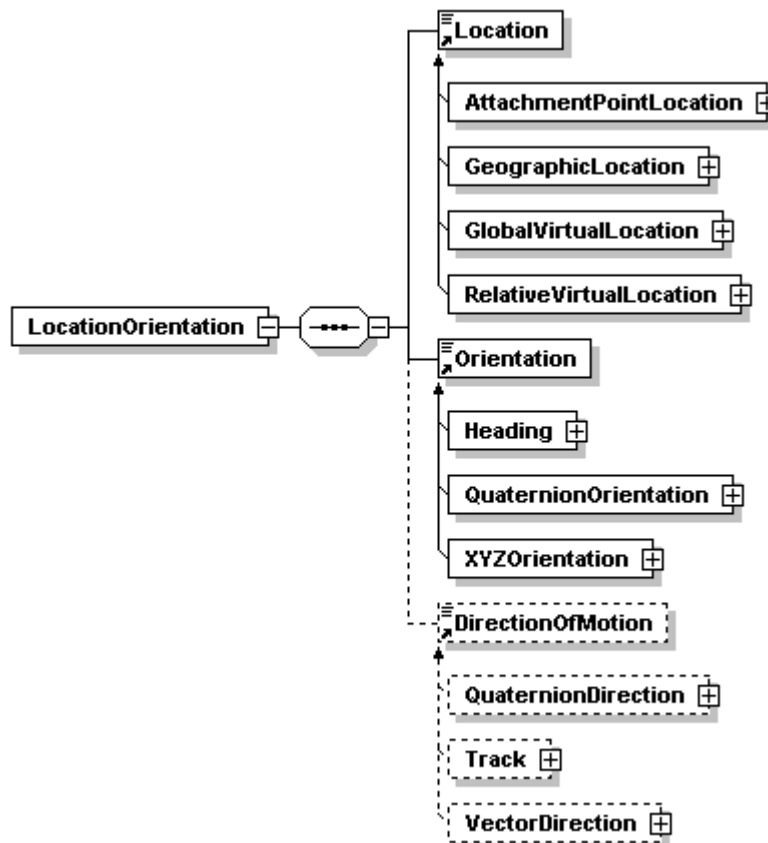 Location
AttachmentPointLocation
GeographicLocation
GlobalVirtualLocation
RelativeVirtualLocation
LocationOrientation
Orientation
Heading
QuaternionOrientation
XYZOrientation
DirectionOfMotion
QuaternionDirection
Track
VectorDirection